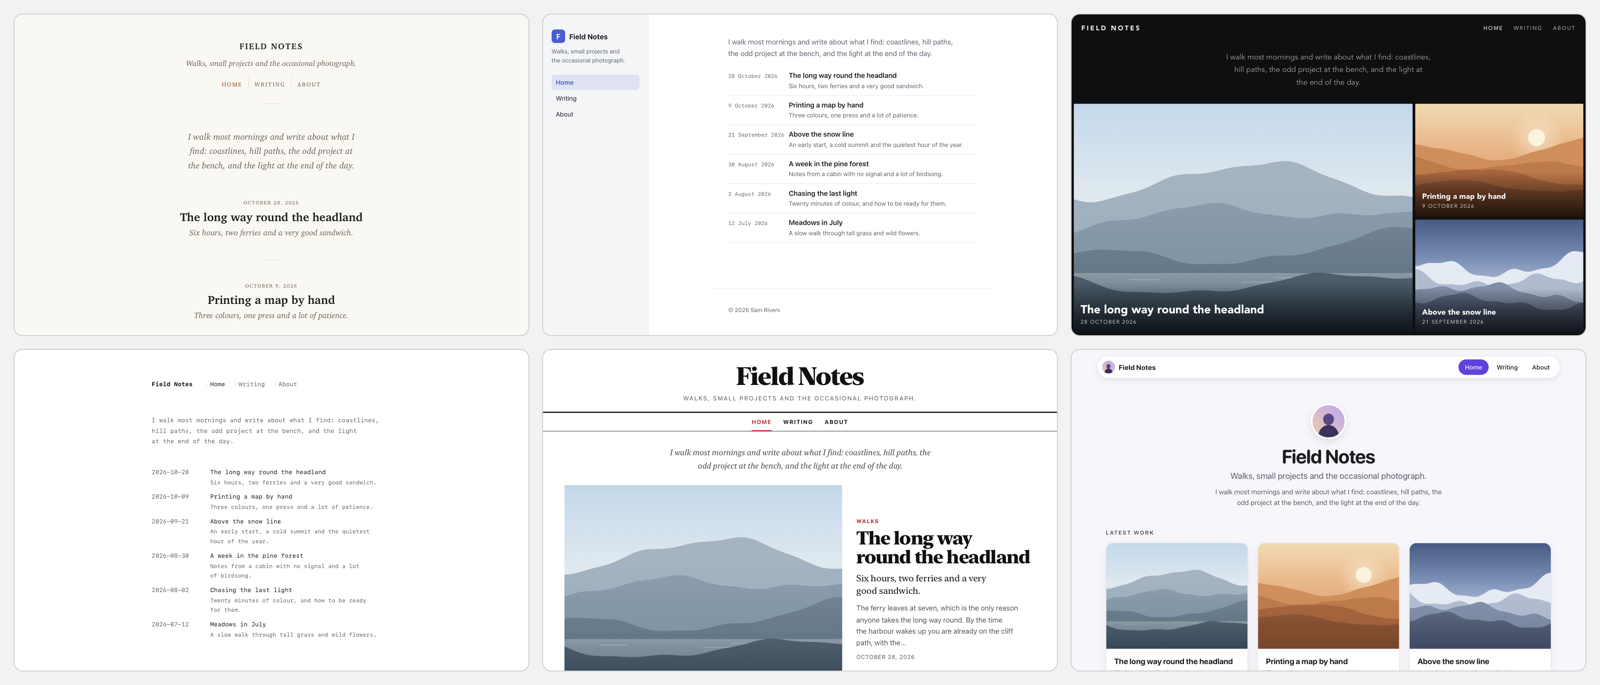 FIELD NOTES
Walks, small projects and the occasional photograph.
HOME WRITING ABOUT
I walk most mornings and write about what I
find: coastlines, hill paths, the odd project at
the bench, and the light at the end of the day.
OCTOBER 28, 2026
The long way round the headland
Six hours, two ferries and a very good sandwich.
OCTOBER 9, 2026
Printing a map by hand
Three colours, one press and a lot of patience.
F Field Notes
Walks, small projects and
the occasional photograph.
Home
Writing
About
I walk most mornings and write about what I find: coastlines, hill paths,
the odd project at the bench, and the light at the end of the day.
28 October 2026 The long way round the headland
Six hours, two ferries and a very good sandwich.
9 October 2026 Printing a map by hand
Three colours, one press and a lot of patience.
21 September 2026 Above the snow line
An early start, a cold summit and the quietest hour of the year.
30 August 2026 A week in the pine forest
Notes from a cabin with no signal and a lot of birdsong.
2 August 2026 Chasing the last light
Twenty minutes of colour, and how to be ready for them.
12 July 2026 Meadows in July
A slow walk through tall grass and wild flowers.
© 2026 Sam Rivers
FIELD NOTES HOME WRITING ABOUT
I walk most mornings and write about what I find: coastlines,
hill paths, the odd project at the bench, and the light at
the end of the day.
The long way round the headland
28 OCTOBER 2026
Printing a map by hand
9 OCTOBER 2026
Above the snow line
21 SEPTEMBER 2026
Field Notes Home Writing About
I walk most mornings and write about what I find: coastlines,
hill paths, the odd project at the bench, and the light
at the end of the day.
2026-10-28 The long way round the headland
Six hours, two ferries and a very good sandwich.
2026-10-09 Printing a map by hand
Three colours, one press and a lot of patience.
2026-09-21 Above the snow line
An early start, a cold summit and the quietest
hour of the year.
2026-08-30 A week in the pine forest
Notes from a cabin with no signal and a lot
of birdsong.
2026-08-02 Chasing the last light
Twenty minutes of colour, and how to be ready
for them.
2026-07-12 Meadows in July
A slow walk through tall grass and wild flowers.
Field Notes
WALKS, SMALL PROJECTS AND THE OCCASIONAL PHOTOGRAPH.
HOME WRITING ABOUT
I walk most mornings and write about what I find: coastlines, hill paths, the
odd project at the bench, and the light at the end of the day.
WALKS
The long way
round the headland
Six hours, two ferries and a very
good sandwich.
The ferry leaves at seven, which is the only reason
anyone takes the long way round. By the time
the harbour wakes up you are already on the cliff
path, with the...
OCTOBER 28, 2026
Field Notes Home Writing About
Field Notes
Walks, small projects and the occasional photograph.
I walk most mornings and write about what I find: coastlines, hill paths, the
odd project at the bench, and the light at the end of the day.
LATEST WORK
The long way round the headland
Printing a map by hand
Above the snow line